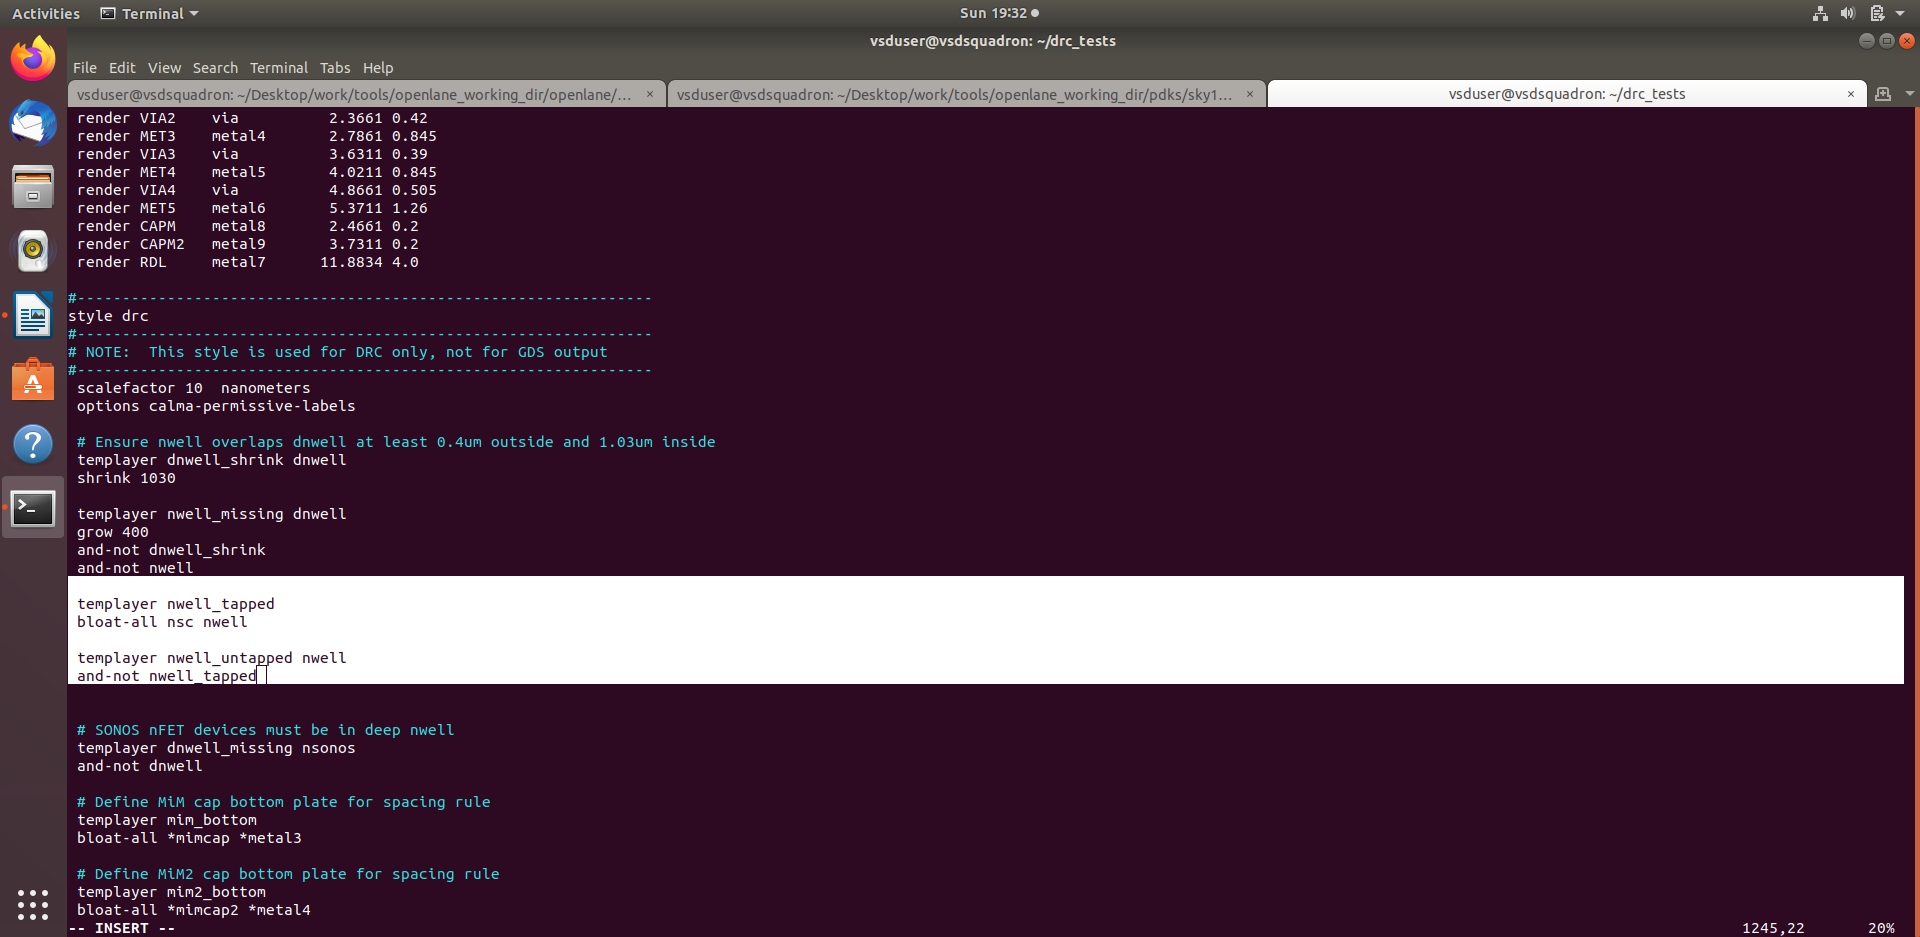 Activities
Terminal
Sun 19:32
vsduser@vsdsquadron: ~/drc_tests
File Edit View Search Terminal Tabs Help
vsduser@vsdsquadron: ~/Desktop/work/tools/openlane_working_dir/openlane/... × vsduser@vsdsquadron: ~/Desktop/work/tools/openlane_working_dir/pdks/sky1... × vsduser@vsdsquadron: ~/drc_tests ×
render VIA2 via 2.3661 0.42
render MET3 metal4 2.7861 0.845
render VIA3 via 3.6311 0.39
render MET4 metal5 4.0211 0.845
render VIA4 via 4.8661 0.505
render MET5 metal6 5.3711 1.26
render CAPM metal8 2.4661 0.2
render CAPM2 metal9 3.7311 0.2
render RDL metal7 11.8834 4.0
#----------------------------------------------------------------
style drc
#----------------------------------------------------------------
# NOTE:  This style is used for DRC only, not for GDS output
#----------------------------------------------------------------
scalefactor 10  nanometers
options calma-permissive-labels
# Ensure nwell overlaps dnwell at least 0.4um outside and 1.03um inside
templayer dnwell_shrink dnwell
shrink 1030
templayer nwell_missing dnwell
grow 400
and-not dnwell_shrink
and-not nwell
templayer nwell_tapped
bloat-all nsc nwell
templayer nwell_untapped nwell
and-not nwell_tapped
# SONOS nFET devices must be in deep nwell
templayer dnwell_missing nsonos
and-not dnwell
# Define MiM cap bottom plate for spacing rule
templayer mim_bottom
bloat-all *mimcap *metal3
# Define MiM2 cap bottom plate for spacing rule
templayer mim2_bottom
bloat-all *mimcap2 *metal4
-- INSERT -- 1245,22 20%